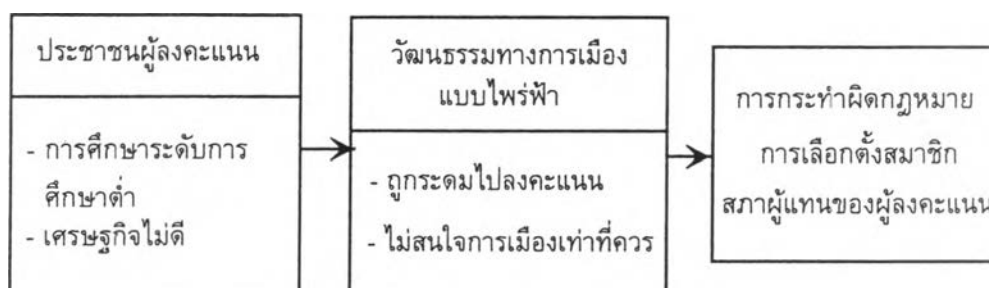 ประชาชนผู้ลงคะแนน
- การศึกษาระดับการ
ศึกษาต่ำ
- เศรษฐกิจไม่ดี
วัฒนธรรมทางการเมือง
แบบไพร่ฟ้า
- ถูกระดมไปลงคะแนน
- ไม่สนใจการเมืองเท่าที่ควร
การกระทำผิดกฎหมาย
การเลือกตั้งสมาชิก
สภาผู้แทนของผู้ลงคะแนน